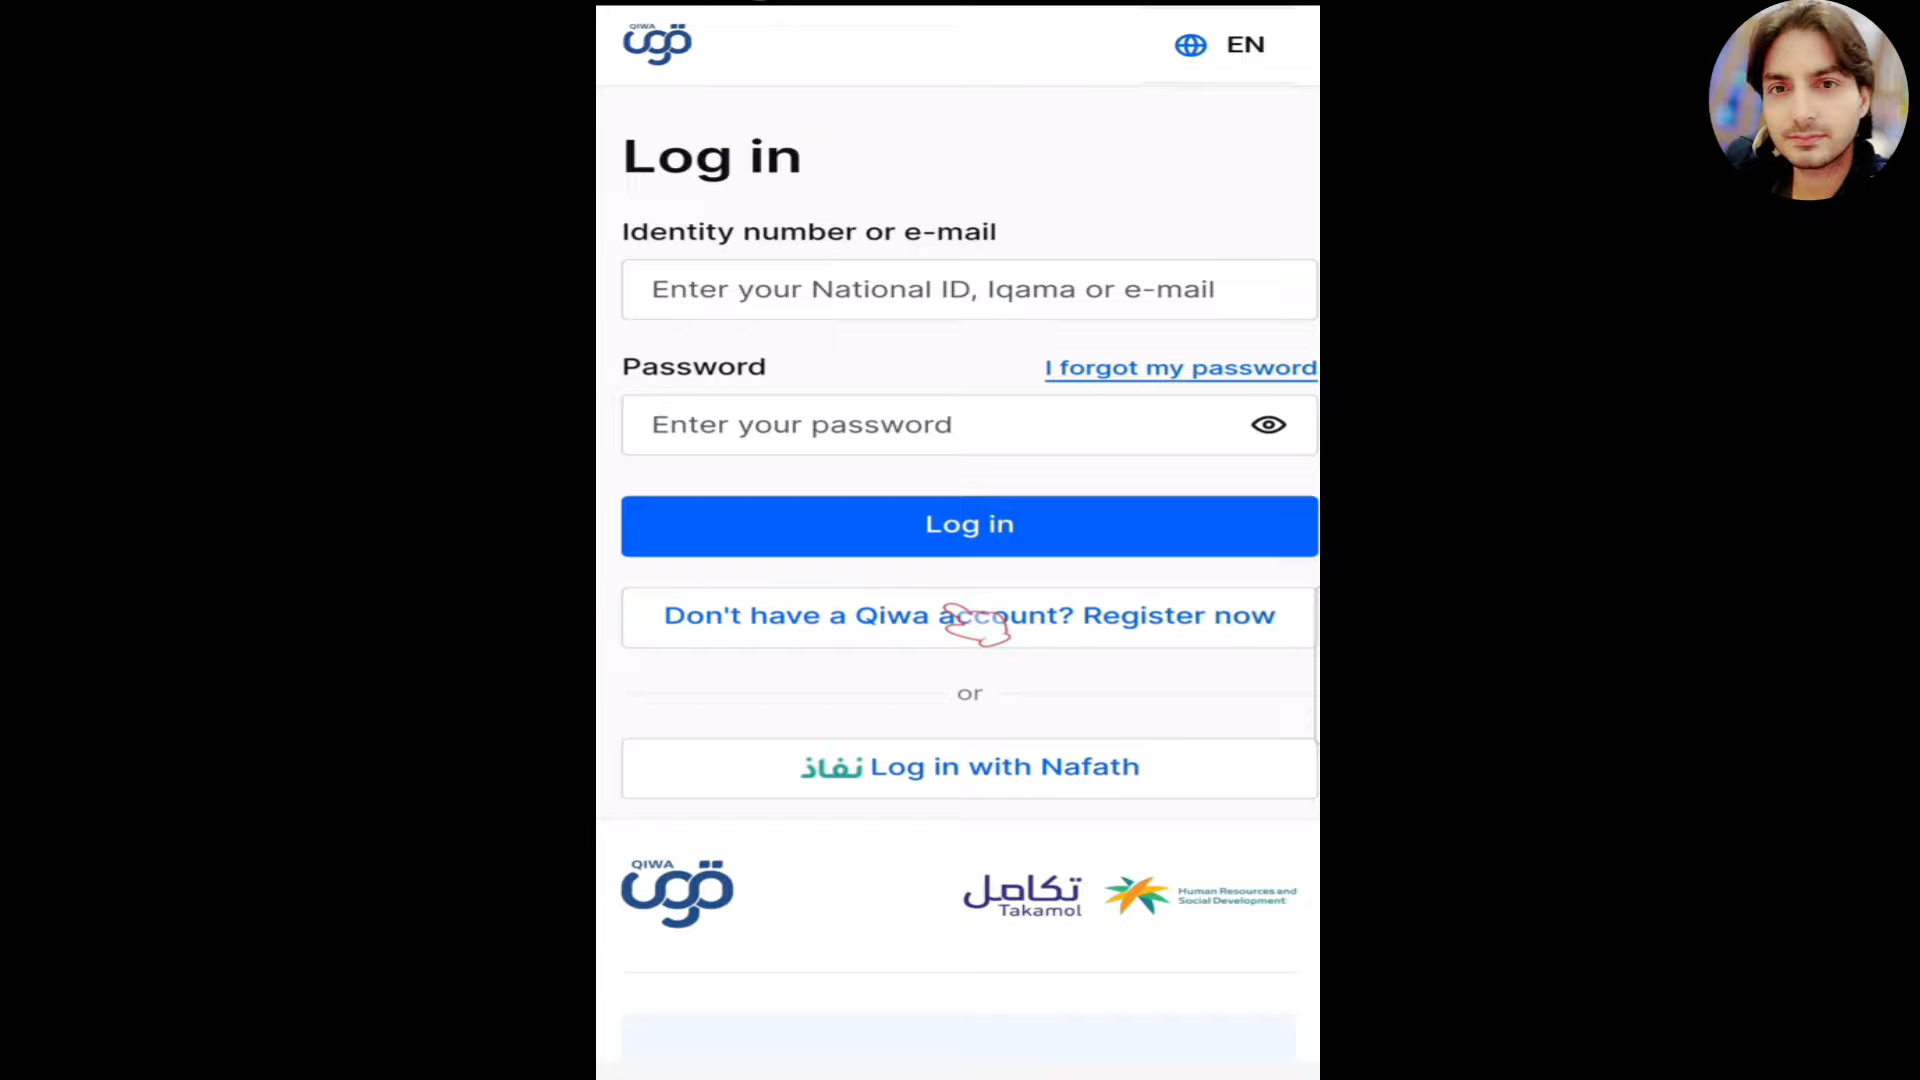 QIWA
قوى
EN
Log in
Identity number or e-mail
Enter your National ID, Iqama or e-mail
Password
I forgot my password
Enter your password
Log in
Don't have a Qiwa account? Register now
or
نفاذ Log in with Nafath
QIWA
قوى
تكامل
Takamol
Human Resources and
Social Development